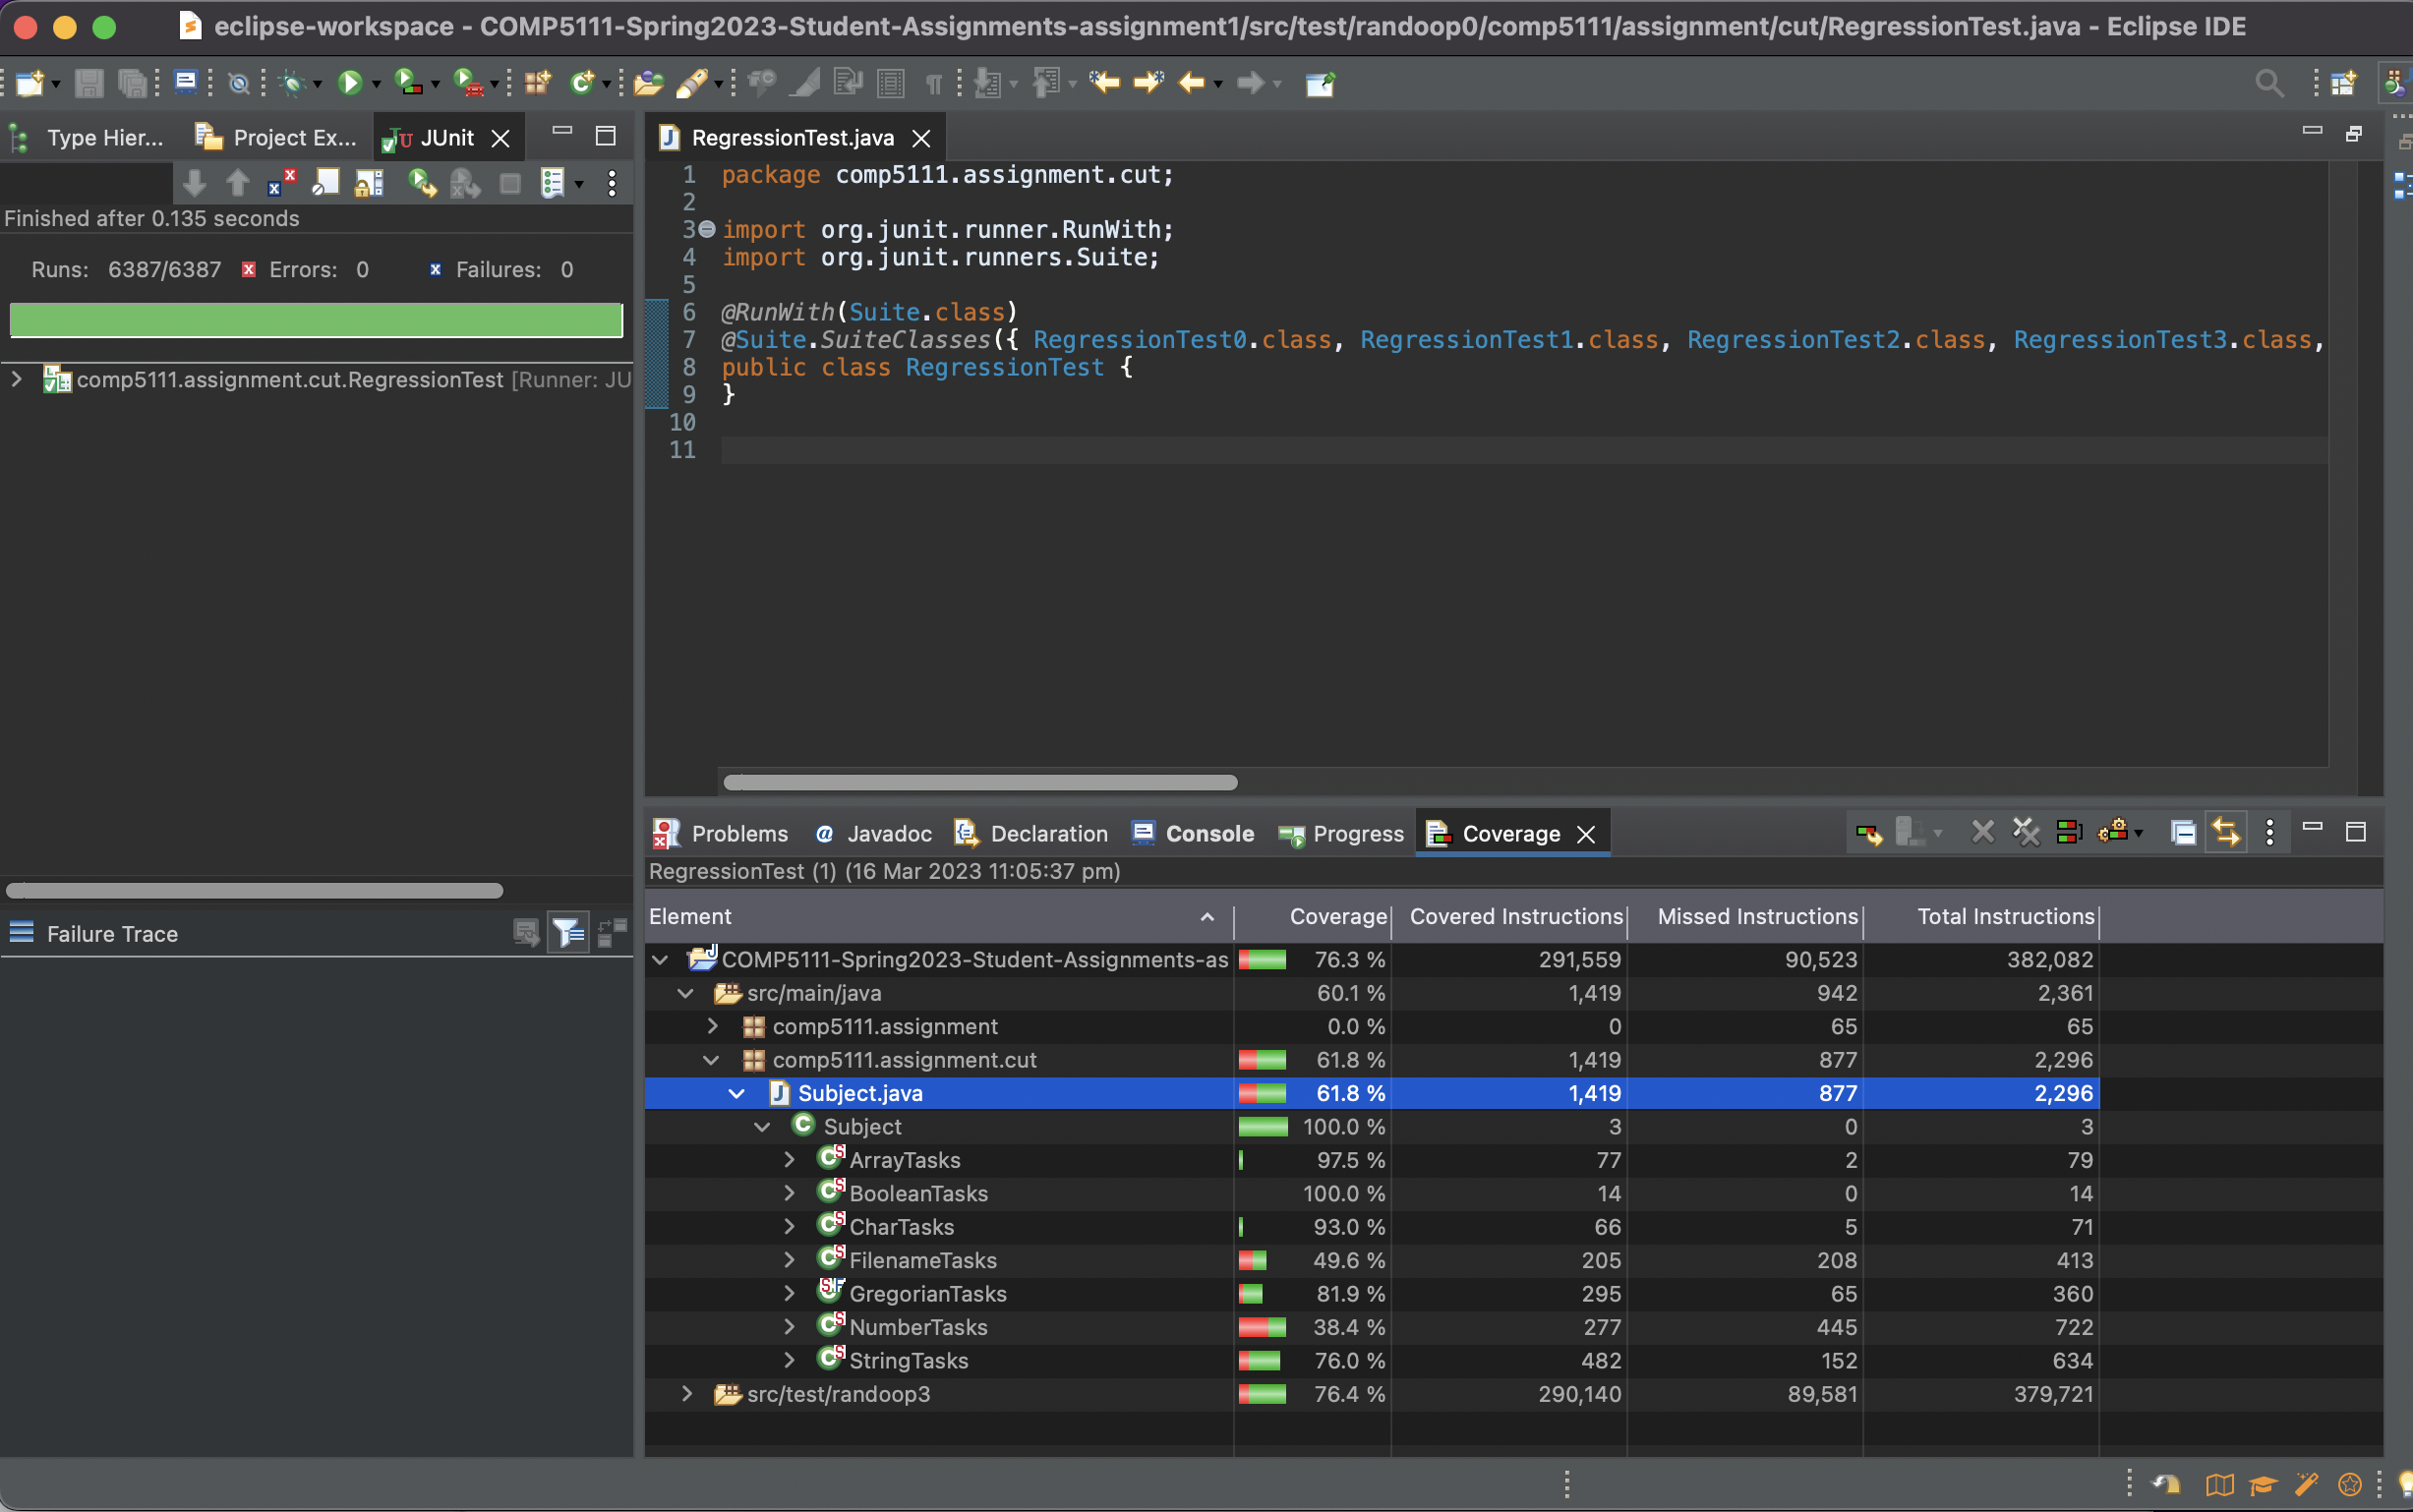 eclipse-workspace - COMP5111-Spring2023-Student-Assignments-assignment1/src/test/randoop0/comp5111/assignment/cut/RegressionTest.java - Eclipse IDE
Type Hier...
Project Ex...
JUnit
Finished after 0.135 seconds
Runs: 6387/6387 Errors: 0 Failures: 0
comp5111.assignment.cut.RegressionTest [Runner: JU
Failure Trace
RegressionTest.java
1 package comp5111.assignment.cut;
2
3 import org.junit.runner.RunWith;
4 import org.junit.runners.Suite;
5
6 @RunWith(Suite.class)
7 @Suite.SuiteClasses({ RegressionTest0.class, RegressionTest1.class, RegressionTest2.class, RegressionTest3.class,
8 public class RegressionTest {
9 }
10
11
Problems Javadoc Declaration Console Progress Coverage
RegressionTest (1) (16 Mar 2023 11:05:37 pm)
Element Coverage Covered Instructions Missed Instructions Total Instructions
COMP5111-Spring2023-Student-Assignments-as 76.3 % 291,559 90,523 382,082
src/main/java 60.1 % 1,419 942 2,361
comp5111.assignment 0.0 % 0 65 65
comp5111.assignment.cut 61.8 % 1,419 877 2,296
Subject.java 61.8 % 1,419 877 2,296
Subject 100.0 % 3 0 3
ArrayTasks 97.5 % 77 2 79
BooleanTasks 100.0 % 14 0 14
CharTasks 93.0 % 66 5 71
FilenameTasks 49.6 % 205 208 413
GregorianTasks 81.9 % 295 65 360
NumberTasks 38.4 % 277 445 722
StringTasks 76.0 % 482 152 634
src/test/randoop3 76.4 % 290,140 89,581 379,721